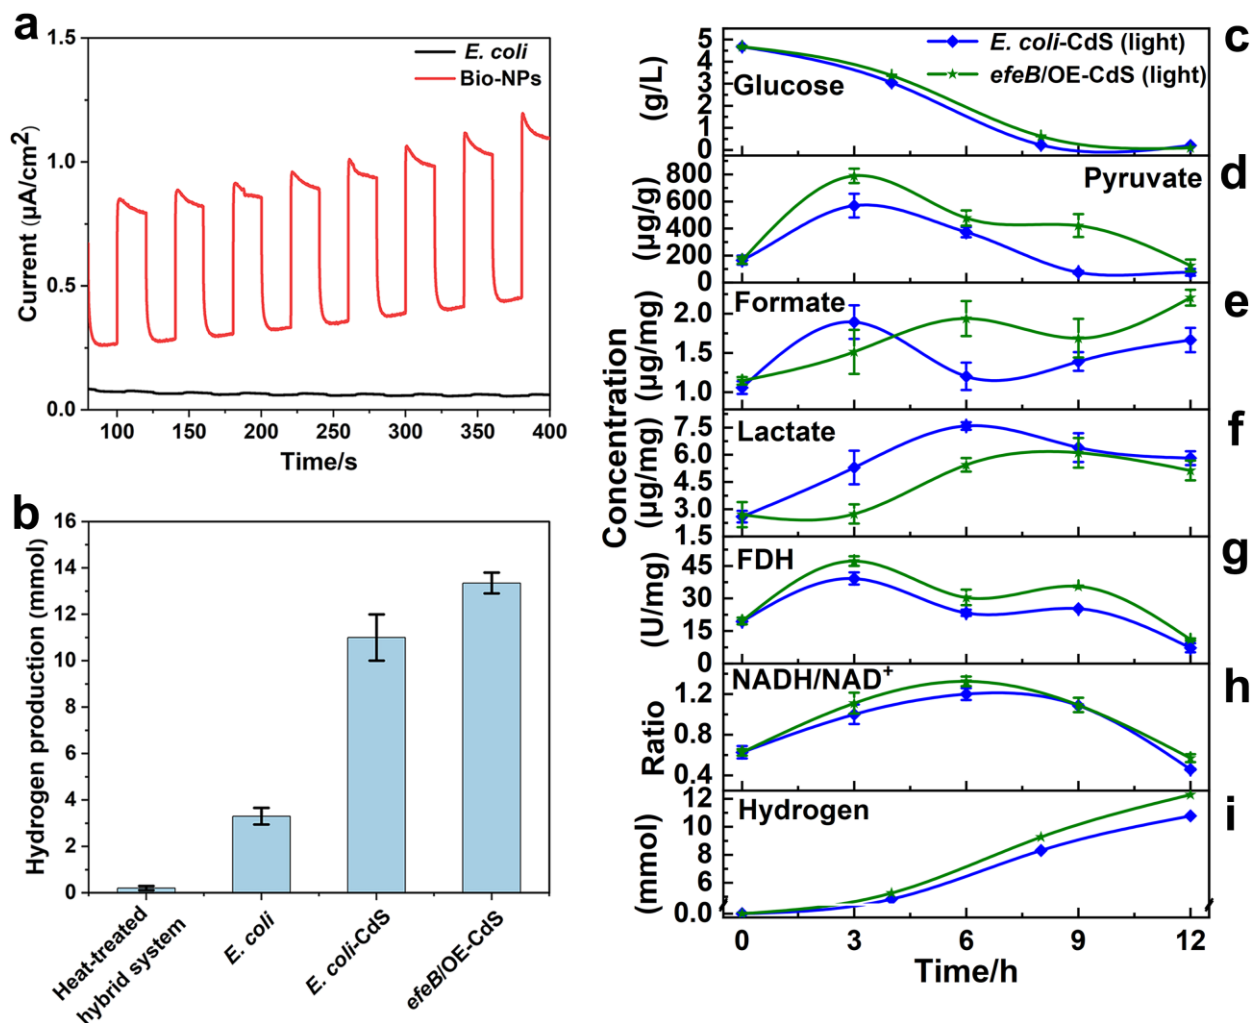 a
1.5
1.0
0.5
0.0
Current (μA/cm²)
E. coli
Bio-NPs
100 150 200 250 300 350 400
Time/s
b
16
14
12
10
8
6
4
2
0
Hydrogen production (mmol)
Heat-treated
hybrid system
E. coli
E. coli-CdS
efeB/OE-CdS
Concentration
c
5
4
3
2
1
0
(g/L)
Glucose
E. coli-CdS (light)
efeB/OE-CdS (light)
d
800
600
400
200
0
(μg/g)
Pyruvate
e
2.0
1.5
1.0
(μg/mg)
Formate
f
7.5
6.0
4.5
3.0
1.5
(μg/mg)
Lactate
g
45
30
15
0
(U/mg)
FDH
h
1.2
0.8
0.4
Ratio
NADH/NAD⁺
i
12
10
8
6
0.0
(mmol)
Hydrogen
0 3 6 9 12
Time/h